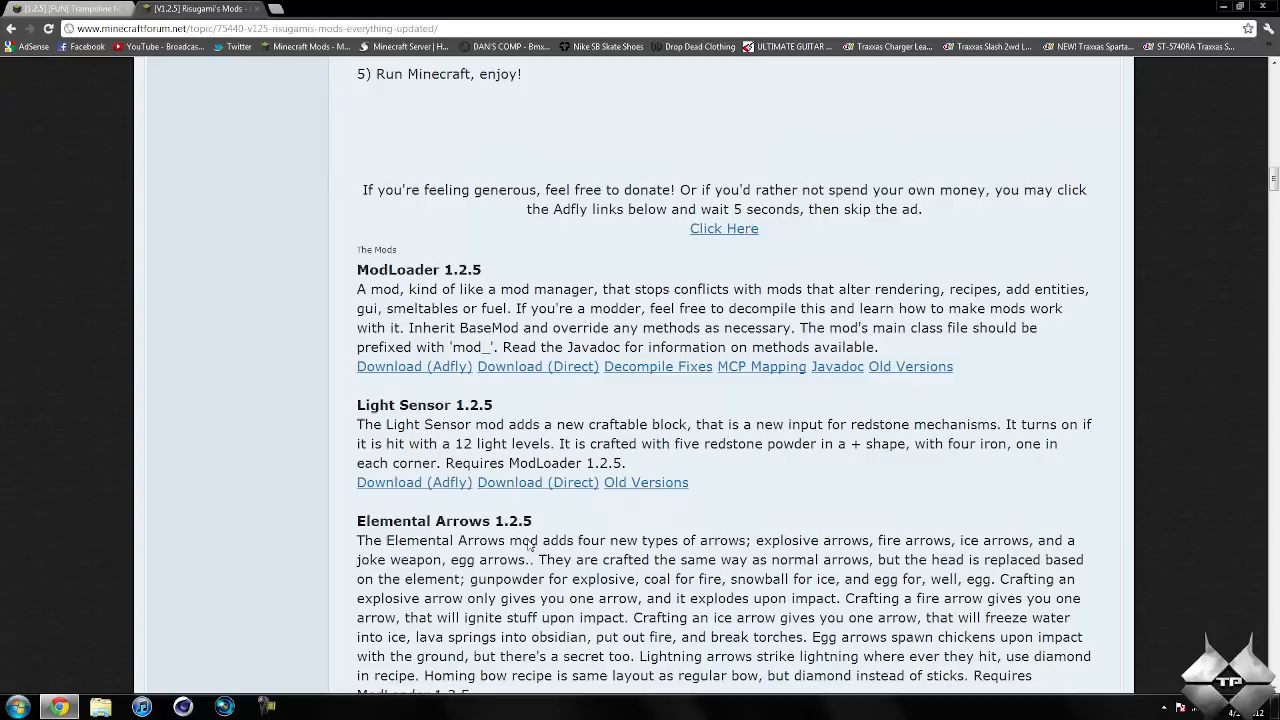 [1.2.5] [FUN] Trampoline M
[V1.2.5] Risugami's Mods -
www.minecraftforum.net/topic/75440-v125-risugamis-mods-everything-updated/
AdSense
Facebook
YouTube - Broadcas...
Twitter
Minecraft Mods - M...
Minecraft Server | H...
DAN'S COMP - Bmx...
Nike SB Skate Shoes
Drop Dead Clothing
ULTIMATE GUITAR ...
Traxxas Charger Lea...
Traxxas Slash 2wd L...
NEW! Traxxas Sparta...
ST-5740RA Traxxas S...
5) Run Minecraft, enjoy!
If you're feeling generous, feel free to donate! Or if you'd rather not spend your own money, you may click
the Adfly links below and wait 5 seconds, then skip the ad.
Click Here
The Mods
ModLoader 1.2.5
A mod, kind of like a mod manager, that stops conflicts with mods that alter rendering, recipes, add entities,
gui, smeltables or fuel. If you're a modder, feel free to decompile this and learn how to make mods work
with it. Inherit BaseMod and override any methods as necessary. The mod's main class file should be
prefixed with 'mod_'. Read the Javadoc for information on methods available.
Download (Adfly) Download (Direct) Decompile Fixes MCP Mapping Javadoc Old Versions
Light Sensor 1.2.5
The Light Sensor mod adds a new craftable block, that is a new input for redstone mechanisms. It turns on if
it is hit with a 12 light levels. It is crafted with five redstone powder in a + shape, with four iron, one in
each corner. Requires ModLoader 1.2.5.
Download (Adfly) Download (Direct) Old Versions
Elemental Arrows 1.2.5
The Elemental Arrows mod adds four new types of arrows; explosive arrows, fire arrows, ice arrows, and a
joke weapon, egg arrows.. They are crafted the same way as normal arrows, but the head is replaced based
on the element; gunpowder for explosive, coal for fire, snowball for ice, and egg for, well, egg. Crafting an
explosive arrow only gives you one arrow, and it explodes upon impact. Crafting a fire arrow gives you one
arrow, that will ignite stuff upon impact. Crafting an ice arrow gives you one arrow, that will freeze water
into ice, lava springs into obsidian, put out fire, and break torches. Egg arrows spawn chickens upon impact
with the ground, but there's a secret too. Lightning arrows strike lightning where ever they hit, use diamond
in recipe. Homing bow recipe is same layout as regular bow, but diamond instead of sticks. Requires
ModLoader 1.2.5
TP